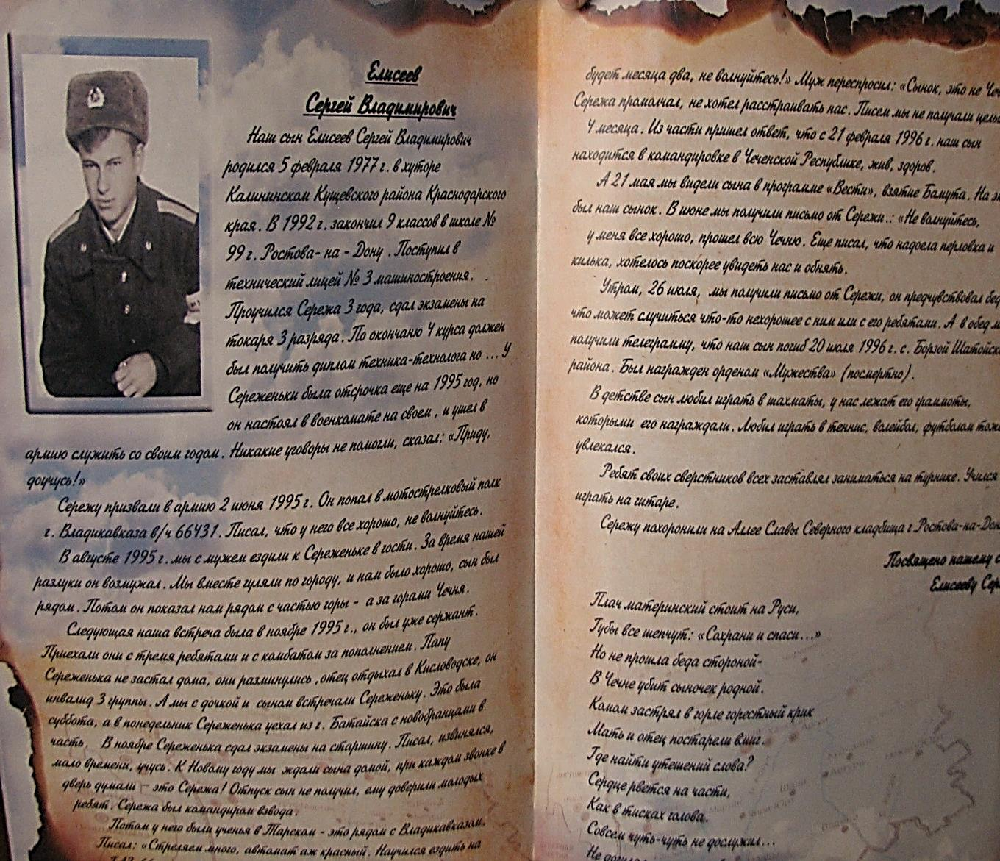 Елисеев
Сергей Владимирович
Наш сын Елисеев Сергей Владимирович
родился 5 февраля 1977 г. в хуторе
Калининском Кущевского района Краснодарского
края. В 1992 г. закончил 9 классов в школе №
99 г. Ростова- на - Дону. Поступил в
технический лицей № 3 машиностроения.
Проучился Сережа 3 года, сдал экзамены на
токаря 3 разряда. По окончаню 4 курса должен
был получить диплом техника-технолога но ... У
Сереженьки была отсрочка еще на 1995 год, но
он настоял в военкомате на своем, и ушел в
армию служить со своим годом. Никакие уговоры не помогли, сказал: «Приду,
доучусь!»
Сережу призвали в армию 2 июня 1995 г. Он попал в мотострелковый полк
г. Владикавказа в/ч 66431. Писал, что у него все хорошо, не волнуйтесь.
В августе 1995 г. мы с мужем ездили к Сереженьке в гости. За время нашей
разлуки он возмужал. Мы вместе гуляли по городу, и нам было хорошо, сын был
рядом. Потом он показал нам рядом с частью горы - а за горами Чечня.
Следующая наша встреча была в ноябре 1995 г., он был уже сержант.
Приехали они с тремя ребятами и с комбатом за пополнением. Папу
Сереженька не застал дома, они разминулись, отец отдыхал в Кисловодске, он
инвалид 3 группы. А мы с дочкой и сыном встречали Сереженьку. Это была
суббота, а в понедельник Сереженька уехал из г. Батайска с новобранцами в
часть. В ноябре Сереженька сдал экзамены на старшину. Писал, извинялся,
мало времени, учусь. К Новому году мы ждали сына домой, при каждом звонке в
дверь думали – это Сережа! Отпуск сын не получил, ему доверили молодых
ребят. Сережа был командиром взвода.
Потом у него были ученья в Тарском - это рядом с Владикавказом.
Писал: «Стреляем много, автомат аж красный. Научился ездить на
будет месяца два, не волнуйтесь!» Муж переспросил: «Сынок, это не
Сережа промолчал, не хотел расстраивать нас. Писем мы не получали
4 месяца. Из части пришел ответ, что с 21 февраля 1996 г. наш сын
находится в командировке в Чеченской Республике, жив, здоров.
А 21 мая мы видели сына в программе «Вести», взятие Бамута. На
был наш сынок. В июне мы получили письмо от Сережи.: «Не волнуйтесь,
у меня все хорошо, прошел всю Чечню. Еще писал, что надоела перловка и
килька, хотелось поскорее увидеть нас и обнять.
Утром, 26 июля, мы получили письмо от Сережи, он предчувствовал
что может случиться что-то нехорошее с ним или с его ребятами. А в обед
получили телеграмму, что наш сын погиб 20 июля 1996 г. с. Борзой
района. Был награжден орденом «Мужества» (посмертно).
В детстве сын любил играть в шахматы, у нас лежат его грамоты,
которыми его награждали. Любил играть в теннис, волейбол, футболом
увлекался.
Ребят своих сверстников всех заставлял заниматься на турнике. Учился
играть на гитаре.
Сережу похоронили на Аллее Славы Северного кладбища г Ростова-на-
Посвящено нашему
Елисееву
Плач материнский стоит на Руси,
Губы все шепчут: «Сохрани и спаси...»
Но не прошла беда стороной-
В Чечне убит сыночек родной.
Комом застрял в горле горестный крик
Мать и отец постарели вмиг.
Где найти утешений слова?
Сердце рвется на части,
Как в тисках голова.
Совсем чуть-чуть не дослужил...
Не